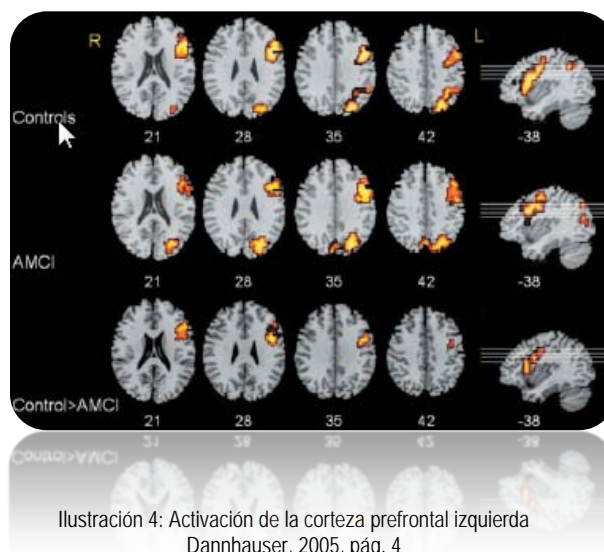 R L
Controls
21 28 35 42 -38
AMCI
21 28 35 42 -38
Control>AMCI
21 28 35 42 -38
Ilustración 4: Activación de la corteza prefrontal izquierda
Dannhauser, 2005, pág. 4